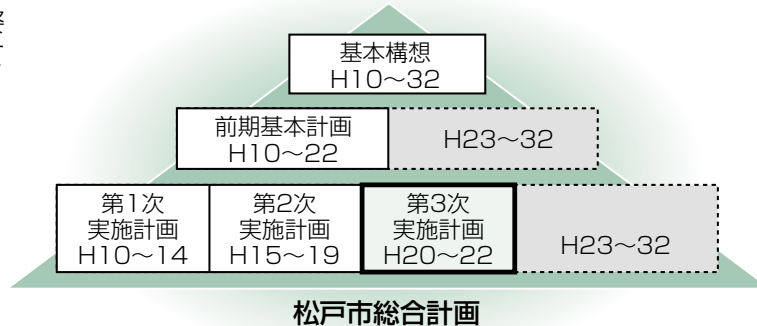 基本構想
H10～32
前期基本計画
H10～22
H23～32
第1次
実施計画
H10～14
第2次
実施計画
H15～19
第3次
実施計画
H20～22
H23～32
松戸市総合計画